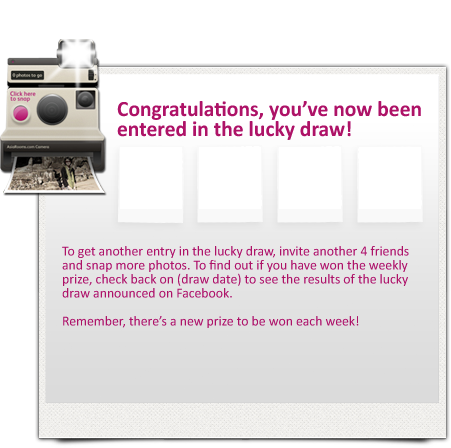 0 photos to go
Click here
to snap
AsiaRooms.com Camera
Congratulations, you've now been
entered in the lucky draw!
To get another entry in the lucky draw, invite another 4 friends
and snap more photos. To find out if you have won the weekly
prize, check back on (draw date) to see the results of the lucky
draw announced on Facebook.
Remember, there's a new prize to be won each week!